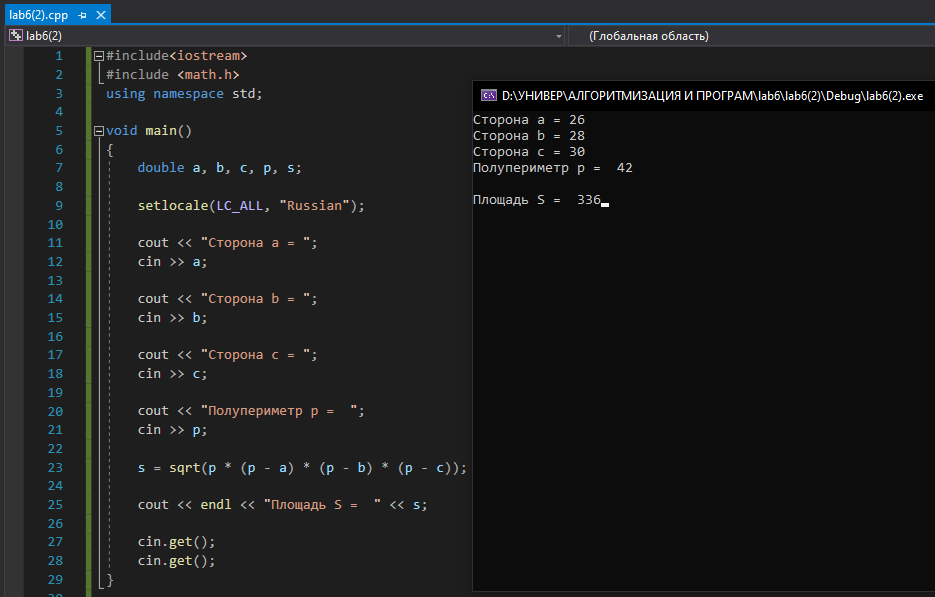 lab6(2).cpp
lab6(2)
(Глобальная область)
1 #include<iostream>
2 #include <math.h>
3 using namespace std;
4
5 void main()
6 {
7 double a, b, c, p, s;
8
9 setlocale(LC_ALL, "Russian");
10
11 cout << "Сторона a = ";
12 cin >> a;
13
14 cout << "Сторона b = ";
15 cin >> b;
16
17 cout << "Сторона c = ";
18 cin >> c;
19
20 cout << "Полупериметр p =  ";
21 cin >> p;
22
23 s = sqrt(p * (p - a) * (p - b) * (p - c));
24
25 cout << endl << "Площадь S =  " << s;
26
27 cin.get();
28 cin.get();
29 }
D:\УНИВЕР\АЛГОРИТМИЗАЦИЯ И ПРОГРАМ\lab6\lab6(2)\Debug\lab6(2).exe
Сторона a = 26
Сторона b = 28
Сторона c = 30
Полупериметр p =  42
Площадь S =  336